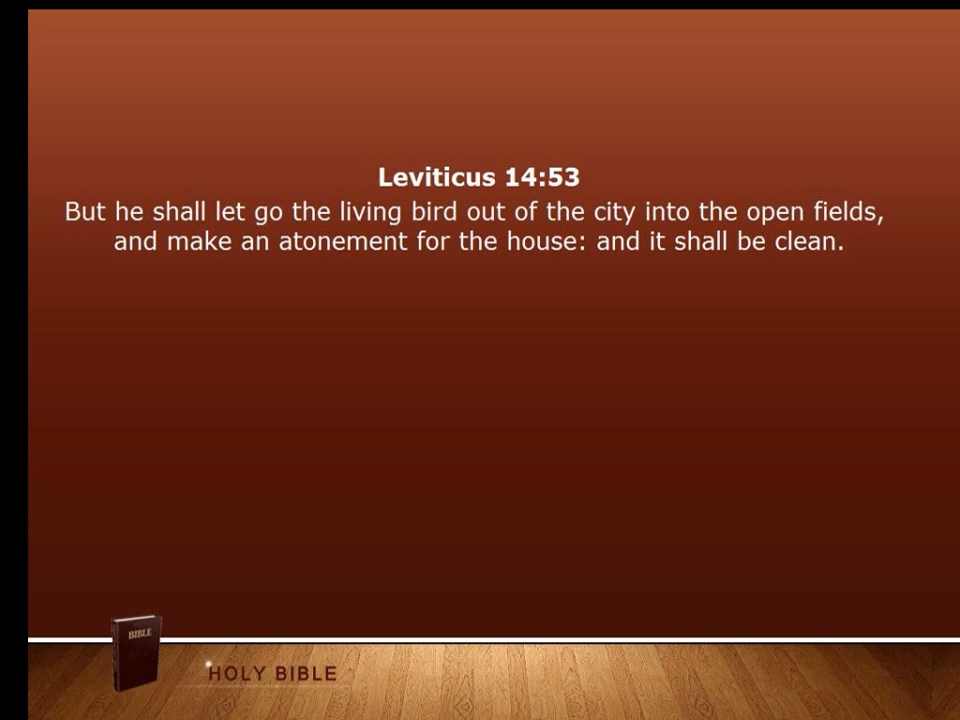 Leviticus 14:53
But he shall let go the living bird out of the city into the open fields,
and make an atonement for the house: and it shall be clean.
BIBLE
HOLY BIBLE